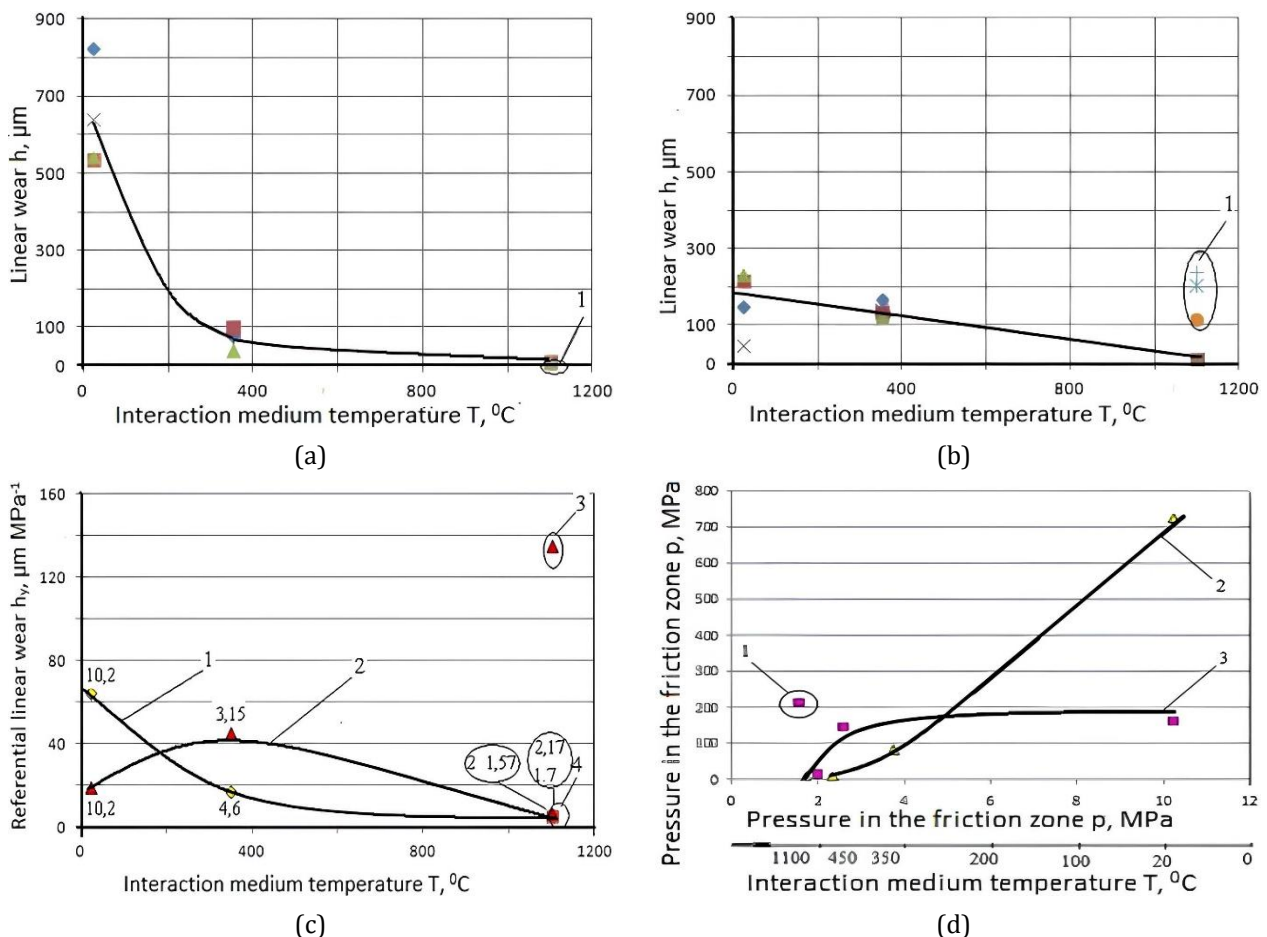 900
700
500
300
100
0
Linear wear h, µm
1
0 400 800 1200
Interaction medium temperature T, ⁰C
(a)
900
700
500
300
100
0
Linear wear h, µm
1
0 400 800 1200
Interaction medium temperature T, ⁰C
(b)
160
120
80
40
0
Referential linear wear hᵧ, µm MPa⁻¹
3
1
2
10,2
3,15
2,17
2 1,57
1.7
4
1
10,2
4,6
0 400 800 1200
Interaction medium temperature T, ⁰C
(c)
800
700
600
500
400
300
200
100
0
Pressure in the friction zone p, MPa
1
2
3
0 2 4 6 8 10 12
Pressure in the friction zone p, MPa
1100 450 350 200 100 20 0
Interaction medium temperature T, ⁰C
(d)